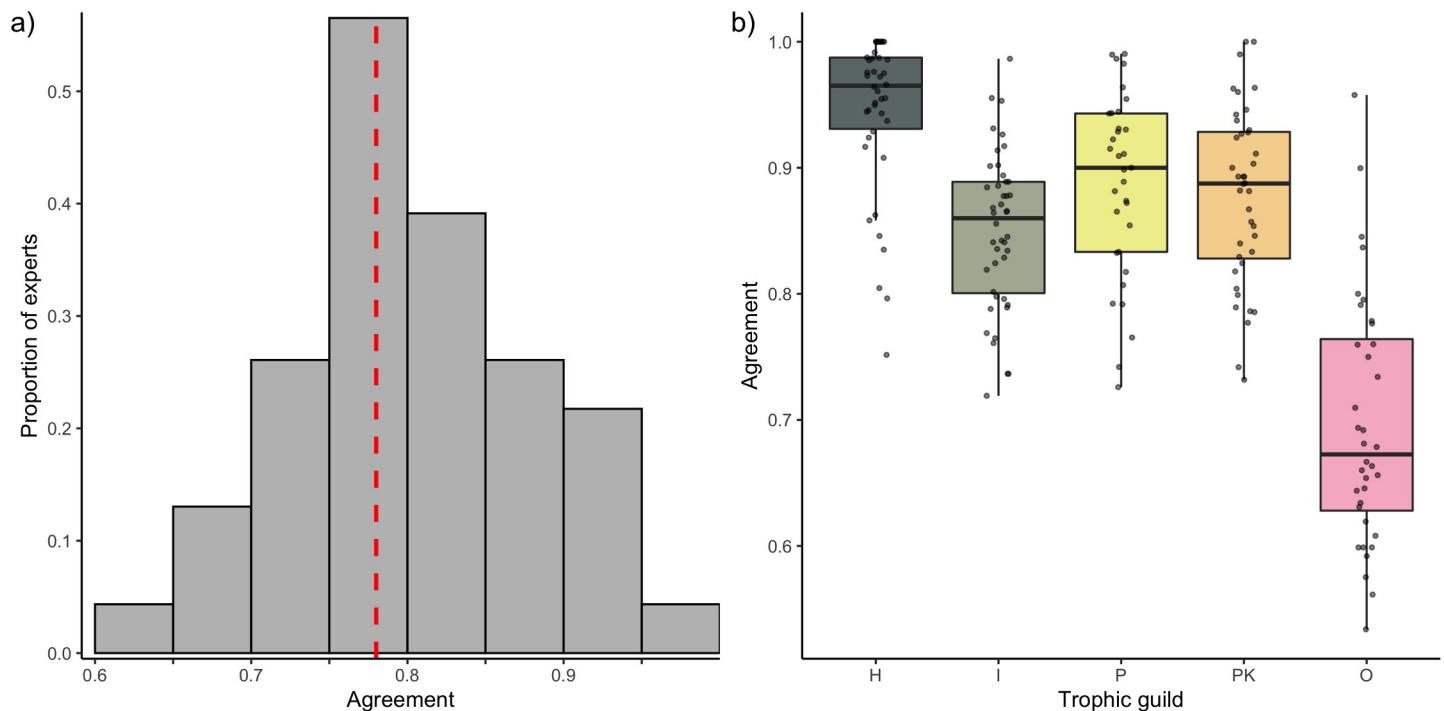 a)
Proportion of experts
0.5
0.4
0.3
0.2
0.1
0.0
0.6 0.7 0.8 0.9
Agreement
b)
Agreement
1.0
0.9
0.8
0.7
0.6
H I P PK O
Trophic guild